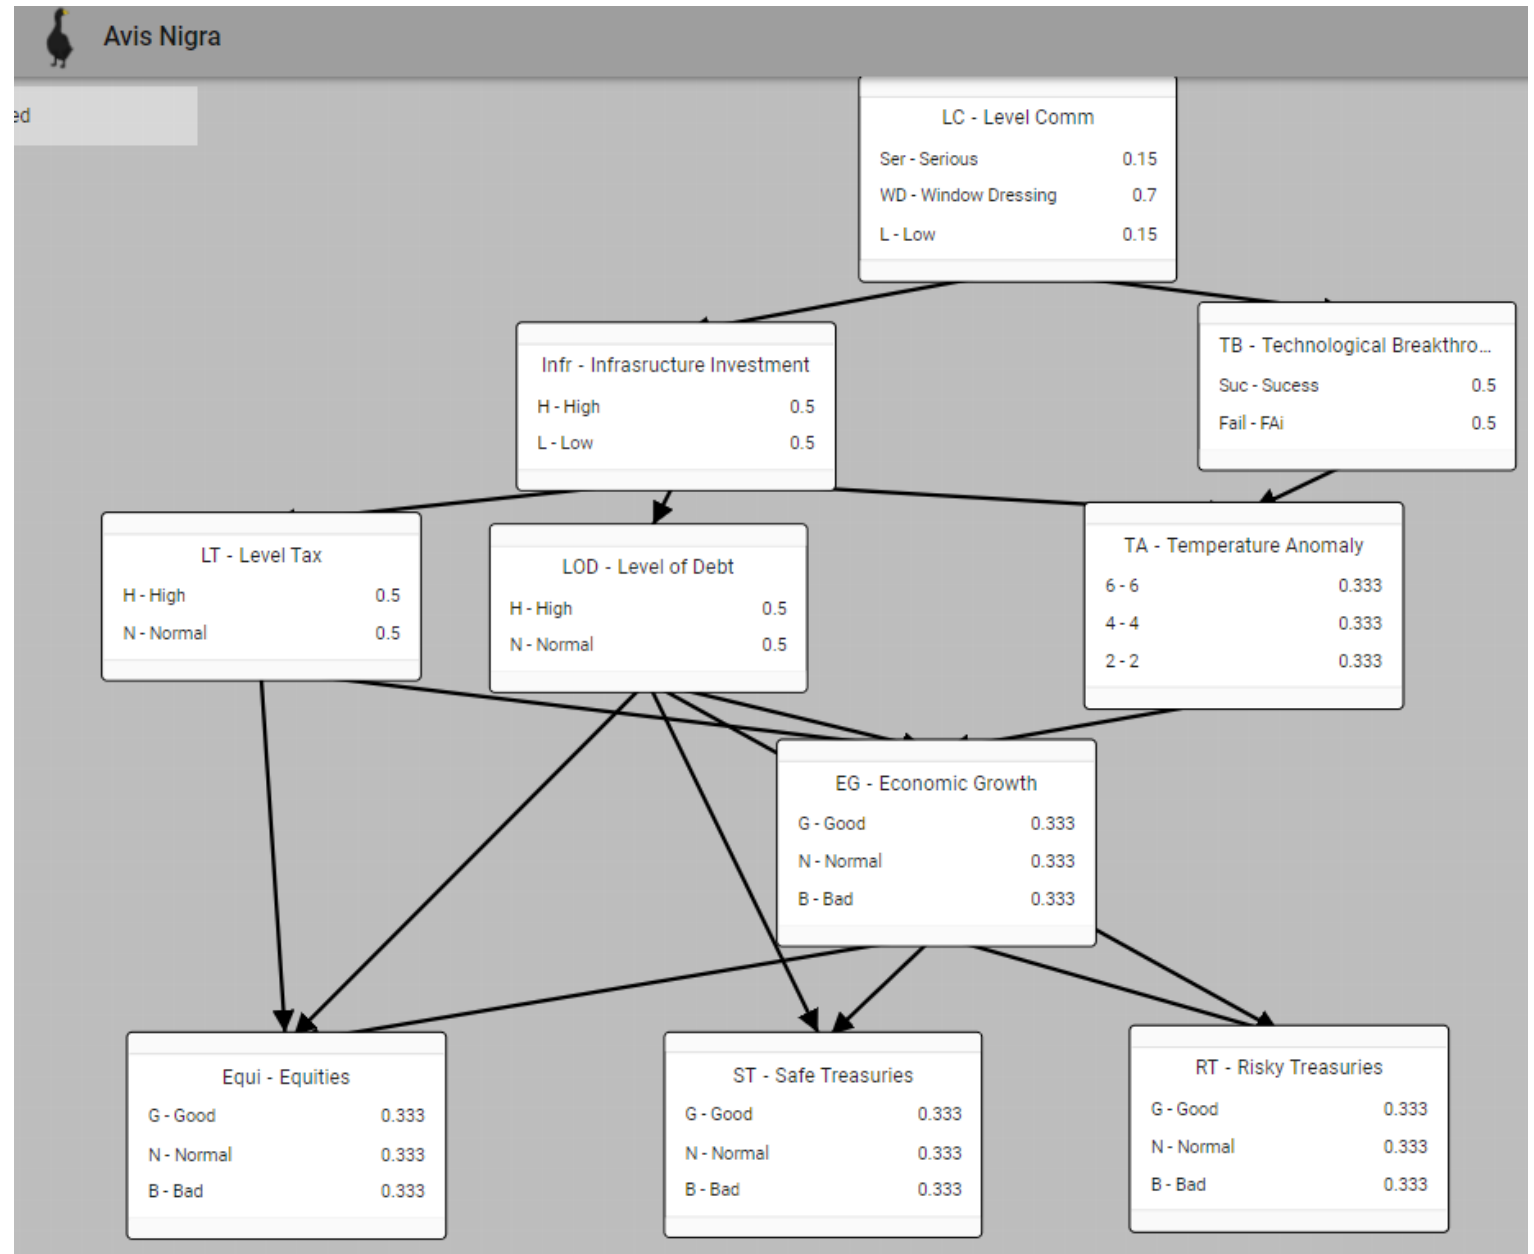 Avis Nigra
ed
LC - Level Comm
Ser - Serious 0.15
WD - Window Dressing 0.7
L - Low 0.15
Infr - Infrasructure Investment
H - High 0.5
L - Low 0.5
TB - Technological Breakthro...
Suc - Sucess 0.5
Fail - FAi 0.5
LT - Level Tax
H - High 0.5
N - Normal 0.5
LOD - Level of Debt
H - High 0.5
N - Normal 0.5
TA - Temperature Anomaly
6 - 6 0.333
4 - 4 0.333
2 - 2 0.333
EG - Economic Growth
G - Good 0.333
N - Normal 0.333
B - Bad 0.333
Equi - Equities
G - Good 0.333
N - Normal 0.333
B - Bad 0.333
ST - Safe Treasuries
G - Good 0.333
N - Normal 0.333
B - Bad 0.333
RT - Risky Treasuries
G - Good 0.333
N - Normal 0.333
B - Bad 0.333